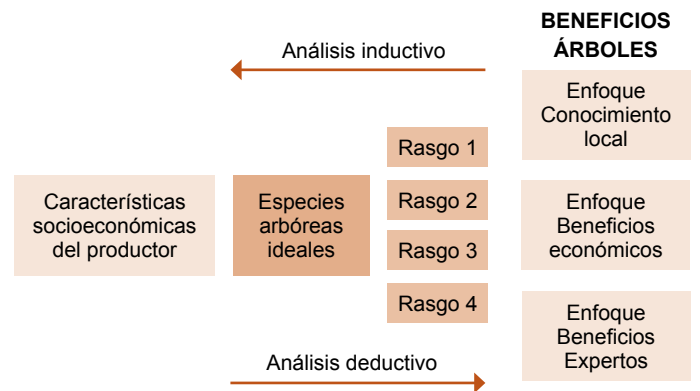 BENEFICIOS
ÁRBOLES
Análisis inductivo
Enfoque
Conocimiento
local
Rasgo 1
Características
socioeconómicas
del productor
Especies
arbóreas
ideales
Rasgo 2
Rasgo 3
Enfoque
Beneficios
económicos
Rasgo 4
Enfoque
Beneficios
Expertos
Análisis deductivo